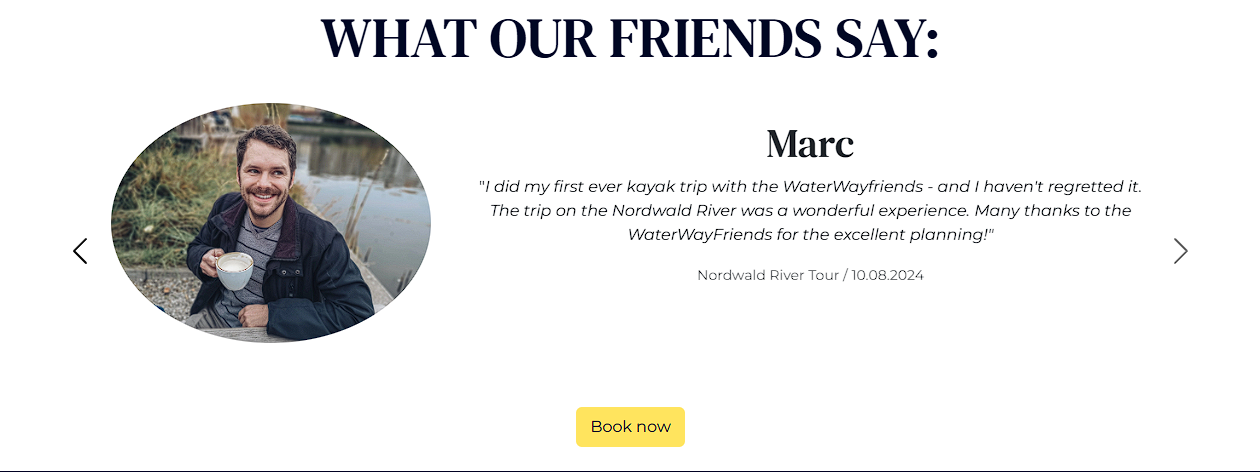 WHAT OUR FRIENDS SAY:
Marc
"I did my first ever kayak trip with the WaterWayfriends - and I haven't regretted it.
The trip on the Nordwald River was a wonderful experience. Many thanks to the
WaterWayFriends for the excellent planning!"
Nordwald River Tour / 10.08.2024
Book now